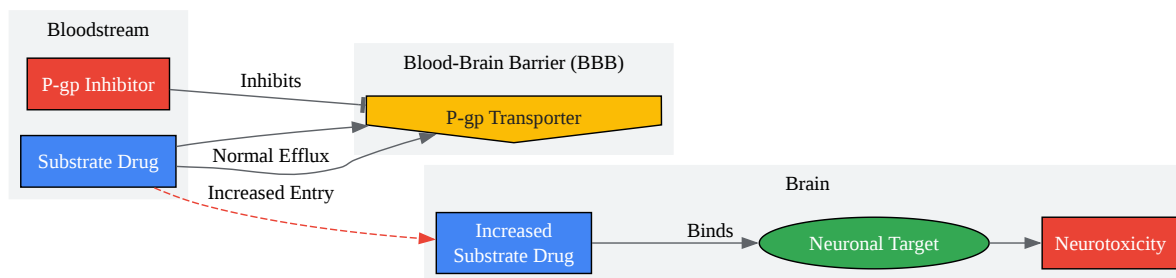 Bloodstream
P-gp Inhibitor
Substrate Drug
Inhibits
Normal Efflux
Increased Entry
Blood-Brain Barrier (BBB)
P-gp Transporter
Brain
Increased
Substrate Drug
Binds
Neuronal Target
Neurotoxicity